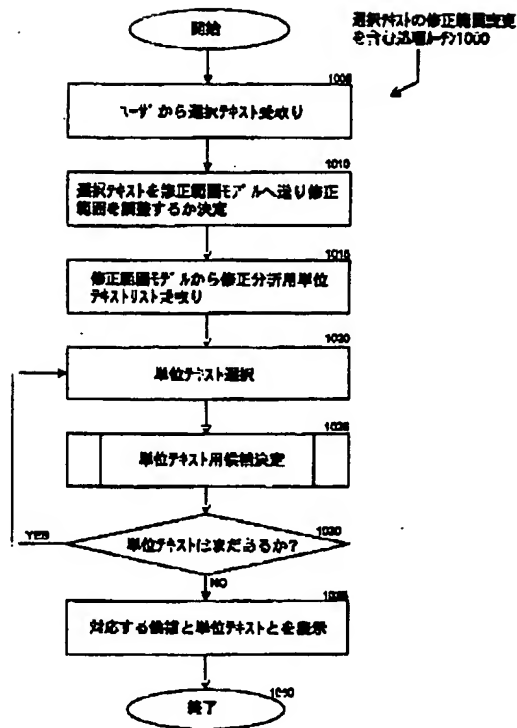 開始
選択テキストの修正範囲変更
を含む処理ルーチン1000
1005
ユーザから選択テキスト受取り
1010
選択テキストを修正範囲モデルへ送り修正
範囲を調整するか決定
1015
修正範囲モデルから修正分析用単位
テキストリスト受取り
1020
単位テキスト選択
1025
単位テキスト用候補決定
1030
単位テキストはまだあるか?
YES
NO
1035
対応する候補と単位テキストとを表示
終了